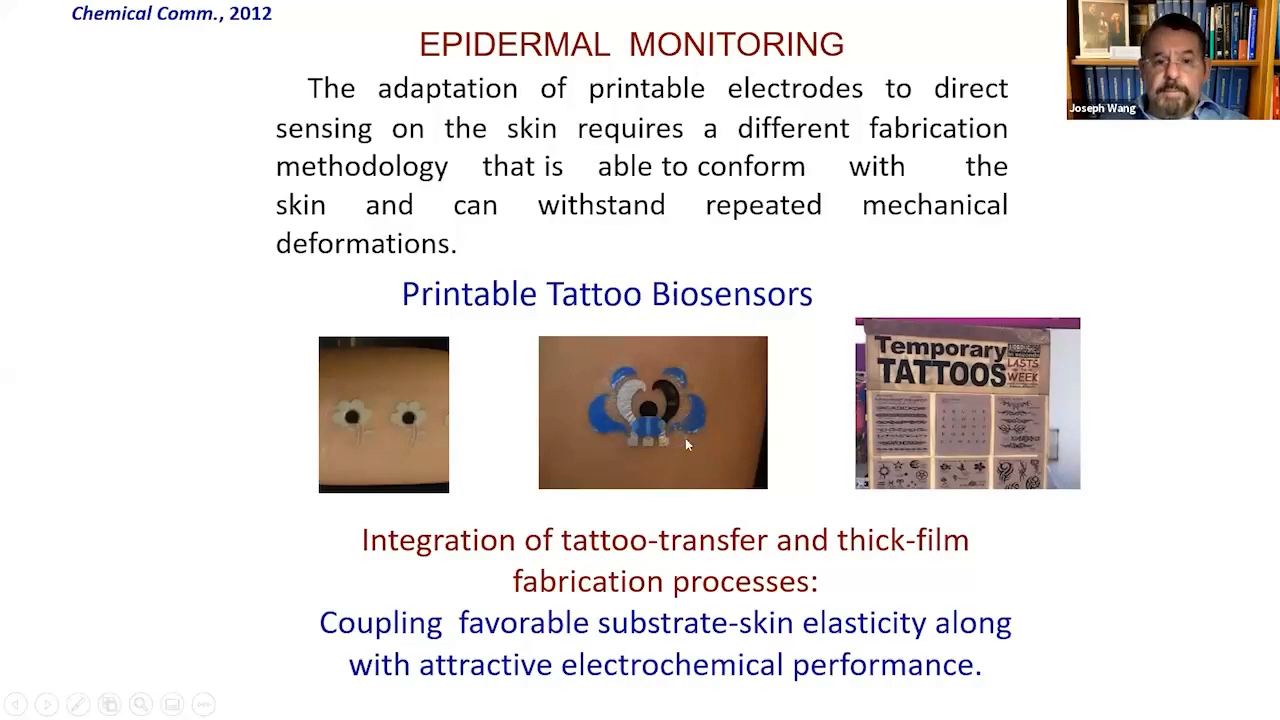 Chemical Comm., 2012
EPIDERMAL MONITORING
Joseph Wang
The adaptation of printable electrodes to direct
sensing on the skin requires a different fabrication
methodology that is able to conform with the
skin and can withstand repeated mechanical
deformations.
Printable Tattoo Biosensors
Temporary
TATTOOS
LASTS
WEEK
Integration of tattoo-transfer and thick-film
fabrication processes:
Coupling favorable substrate-skin elasticity along
with attractive electrochemical performance.